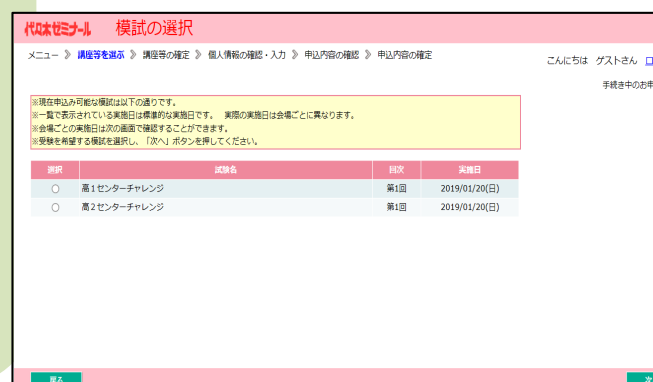 代々木ゼミナール 模試の選択
メニュー 》 講座等を選ぶ 》 講座等の確定 》 個人情報の確認・入力 》 申込内容の確認 》 申込内容の確定
こんにちは ゲストさん
手続き中のお申
※現在申込み可能な模試は以下の通りです。
※一覧で表示されている実施日は標準的な実施日です。 実際の実施日は会場ごとに異なります。
※会場ごとの実施日は次の画面で確認することができます。
※受験を希望する模試を選択し、「次へ」ボタンを押してください。
選択 試験名 回次 実施日
高1センターチャレンジ 第1回 2019/01/20(日)
高2センターチャレンジ 第1回 2019/01/20(日)
戻る 次